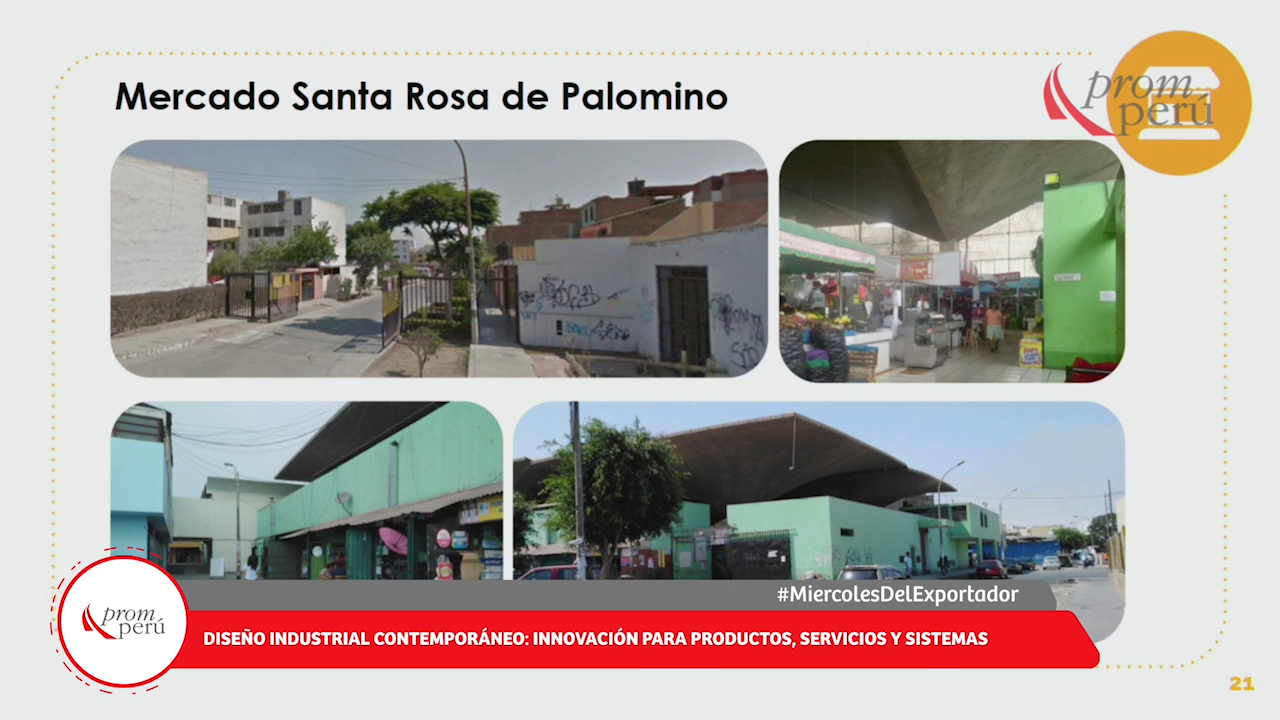 Mercado Santa Rosa de Palomino
prom
perú
#MiercolesDelExportador
prom
perú
DISEÑO INDUSTRIAL CONTEMPORÁNEO: INNOVACIÓN PARA PRODUCTOS, SERVICIOS Y SISTEMAS
21